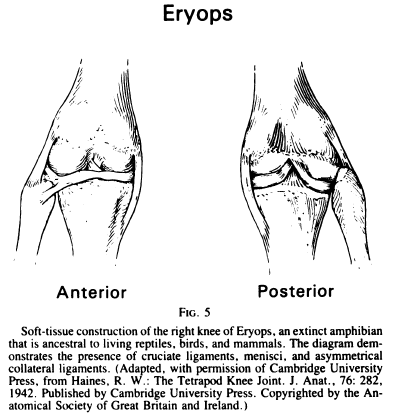 Eryops
Anterior
Posterior
FIG. 5
Soft-tissue construction of the right knee of Eryops, an extinct amphibian
that is ancestral to living reptiles, birds, and mammals. The diagram dem-
onstrates the presence of cruciate ligaments, menisci, and asymmetrical
collateral ligaments. (Adapted, with permission of Cambridge University
Press, from Haines, R. W.: The Tetrapod Knee Joint. J. Anat., 76: 282,
1942. Published by Cambridge University Press. Copyrighted by the An-
atomical Society of Great Britain and Ireland.)